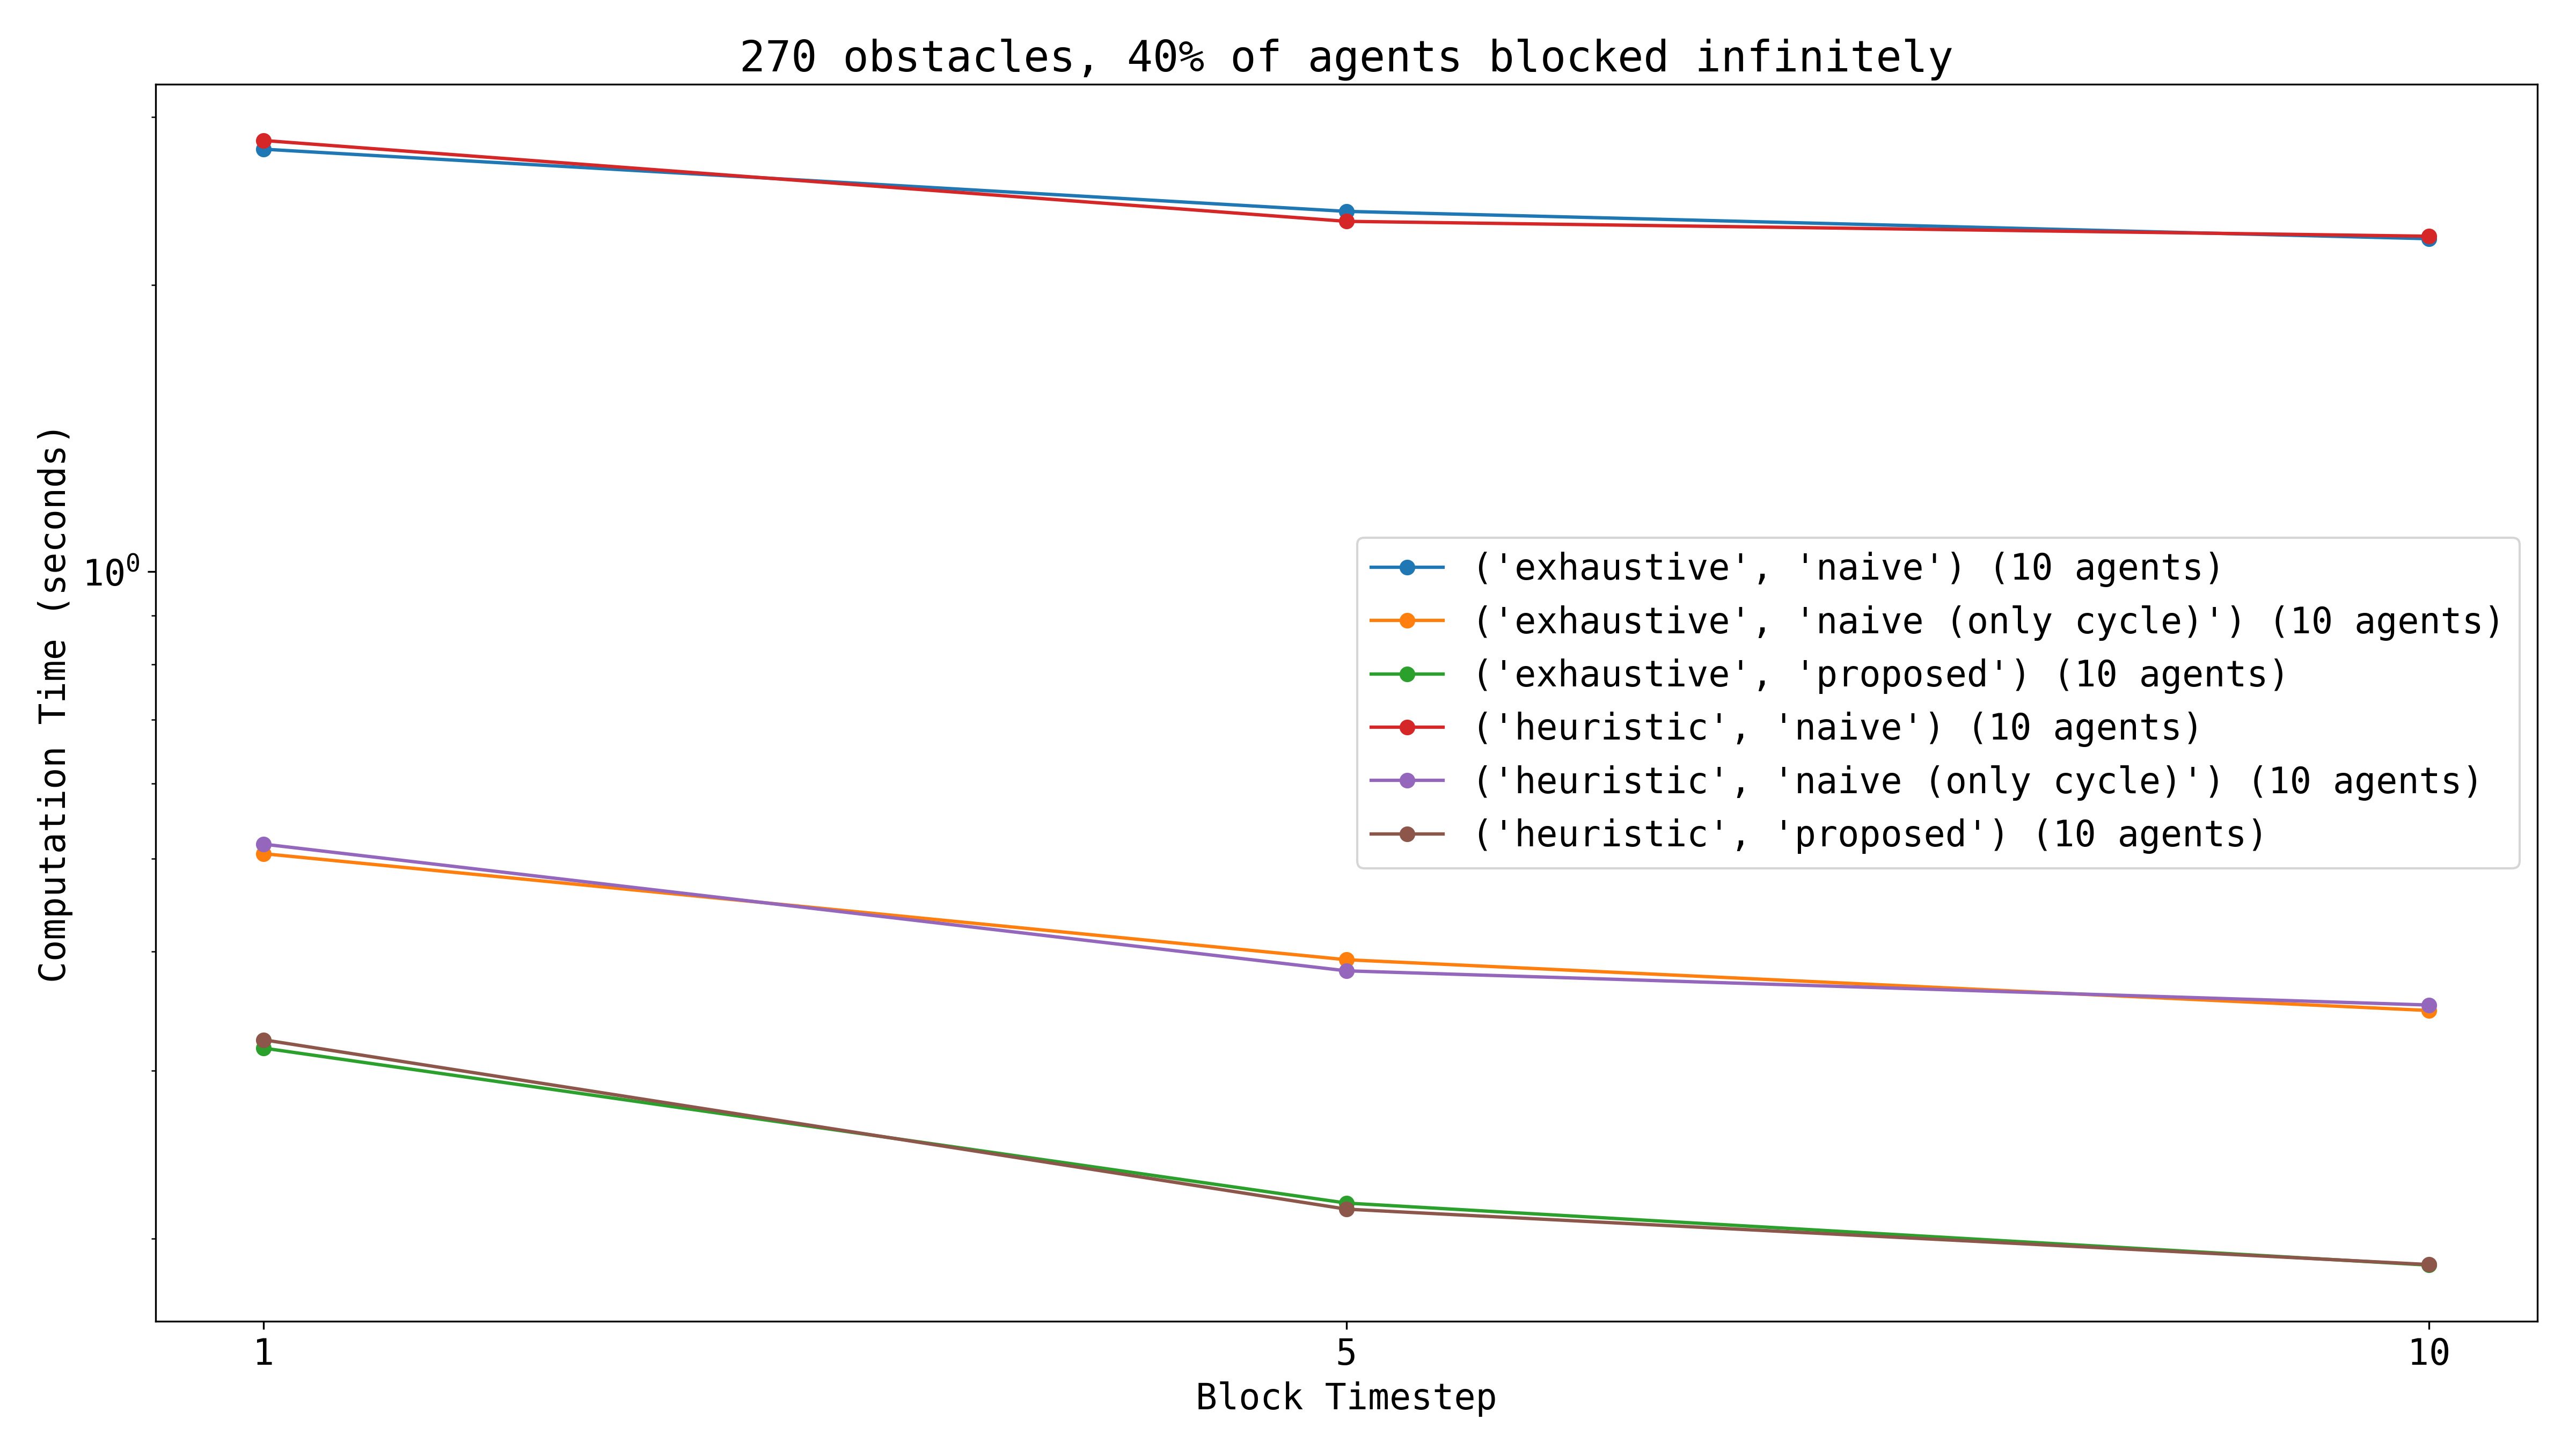 270 obstacles, 40% of agents blocked infinitely
Computation Time (seconds)
10⁰
('exhaustive', 'naive') (10 agents)
('exhaustive', 'naive (only cycle)') (10 agents)
('exhaustive', 'proposed') (10 agents)
('heuristic', 'naive') (10 agents)
('heuristic', 'naive (only cycle)') (10 agents)
('heuristic', 'proposed') (10 agents)
1 5 10
Block Timestep